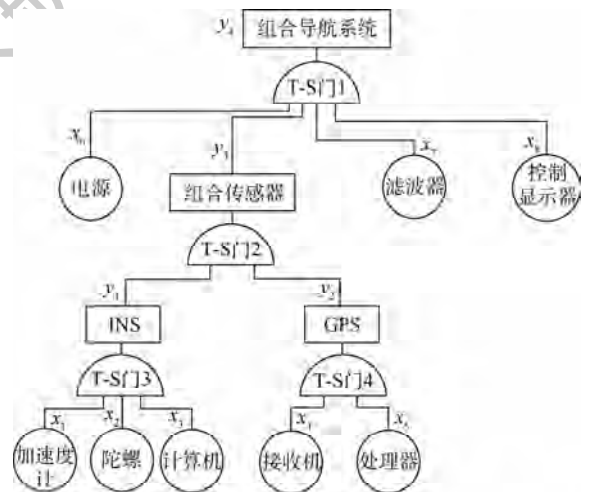 y₄ 组合导航系统
T-S门1
x₆
y₃
x₇
x₈
电源
组合传感器
滤波器
控制
显示器
T-S门2
y₁
y₂
INS
GPS
T-S门3
T-S门4
x₁
x₂
x₃
x₄
x₅
加速度
计
陀螺
计算机
接收机
处理器